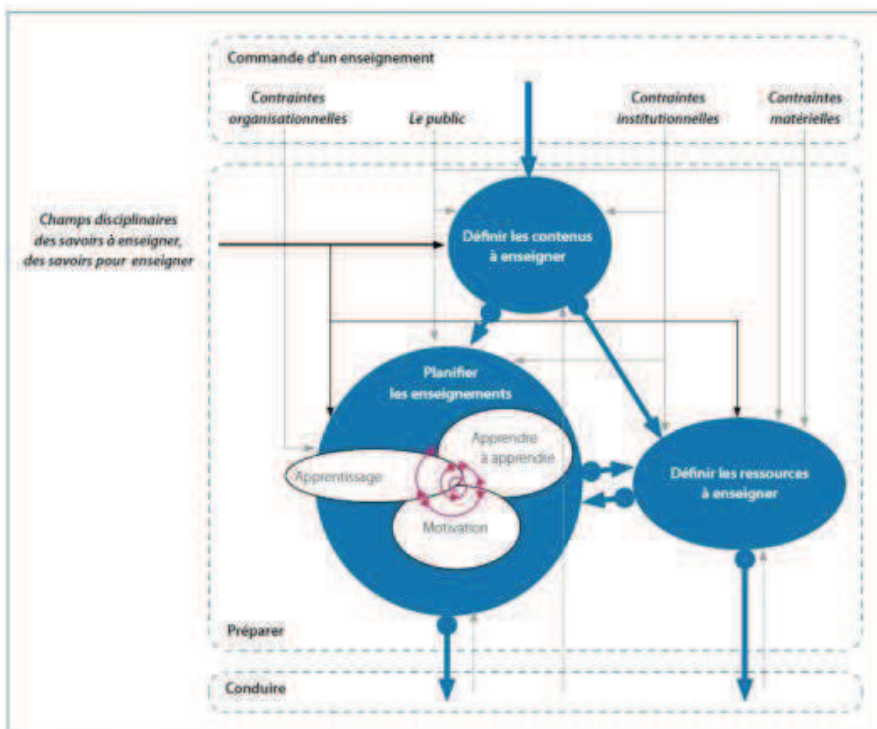 Commande d'un enseignement
Contraintes
organisationnelles
Le public
Contraintes
institutionnelles
Contraintes
matérielles
Champs disciplinaires
des savoirs à enseigner,
des savoirs pour enseigner
Définir les contenus
à enseigner
Planifier
les enseignements
Apprendre
à apprendre
Apprentissage
Motivation
Définir les ressources
à enseigner
Préparer
Conduire